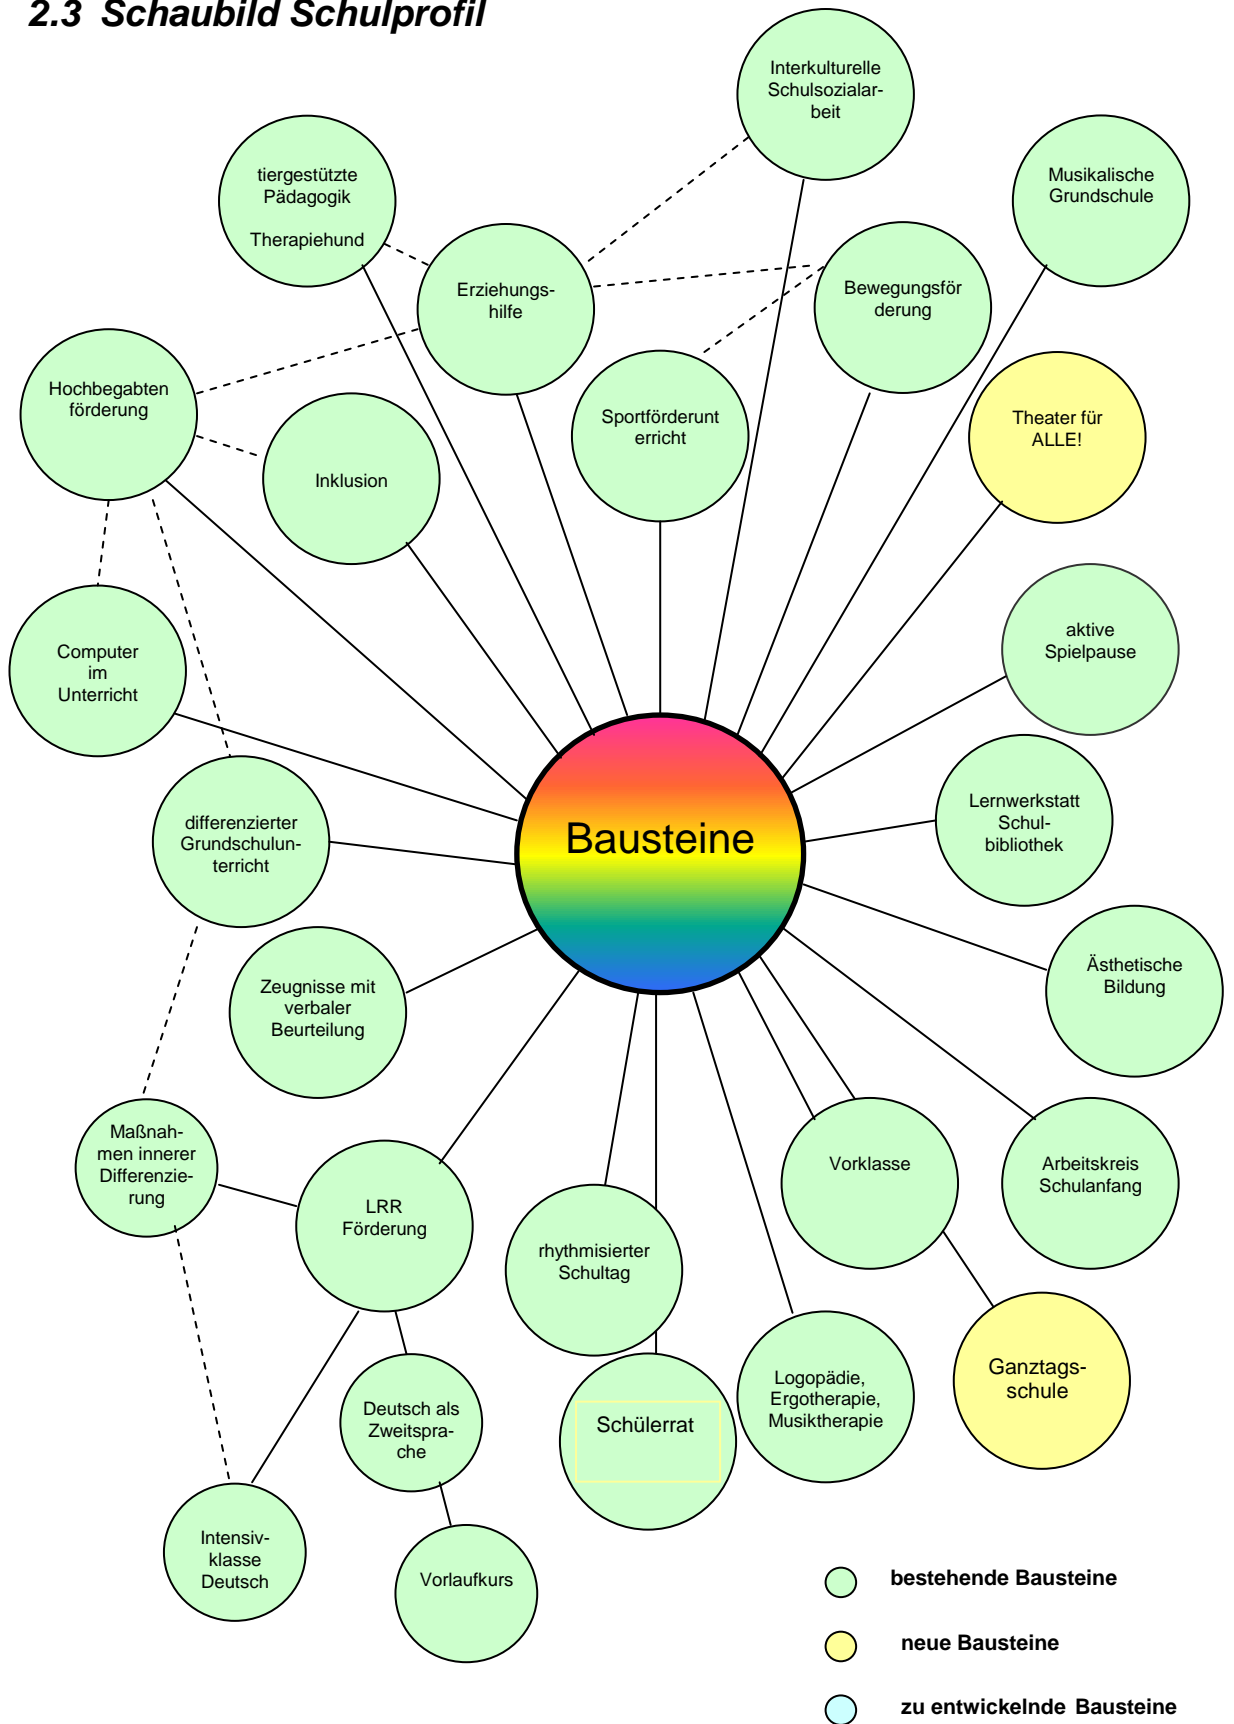 2.3 Schaubild Schulprofil
Interkulturelle
Schulsozialar-
beit
tiergestützte
Pädagogik
Therapiehund
Musikalische
Grundschule
Erziehungs-
hilfe
Bewegungsför
derung
Hochbegabten
förderung
Sportförderunt
erricht
Theater für
ALLE!
Inklusion
aktive
Spielpause
Computer
im
Unterricht
Lernwerkstatt
Schul-
bibliothek
differenzierter
Grundschulun-
terricht
Bausteine
Ästhetische
Bildung
Zeugnisse mit
verbaler
Beurteilung
Maßnah-
men innerer
Differenzie-
rung
LRR
Förderung
Vorklasse
Arbeitskreis
Schulanfang
rhythmisierter
Schultag
Ganztags-
schule
Logopädie,
Ergotherapie,
Musiktherapie
Deutsch als
Zweitspra-
che
Schülerrat
Intensiv-
klasse
Deutsch
Vorlaufkurs
bestehende Bausteine
neue Bausteine
zu entwickelnde Bausteine